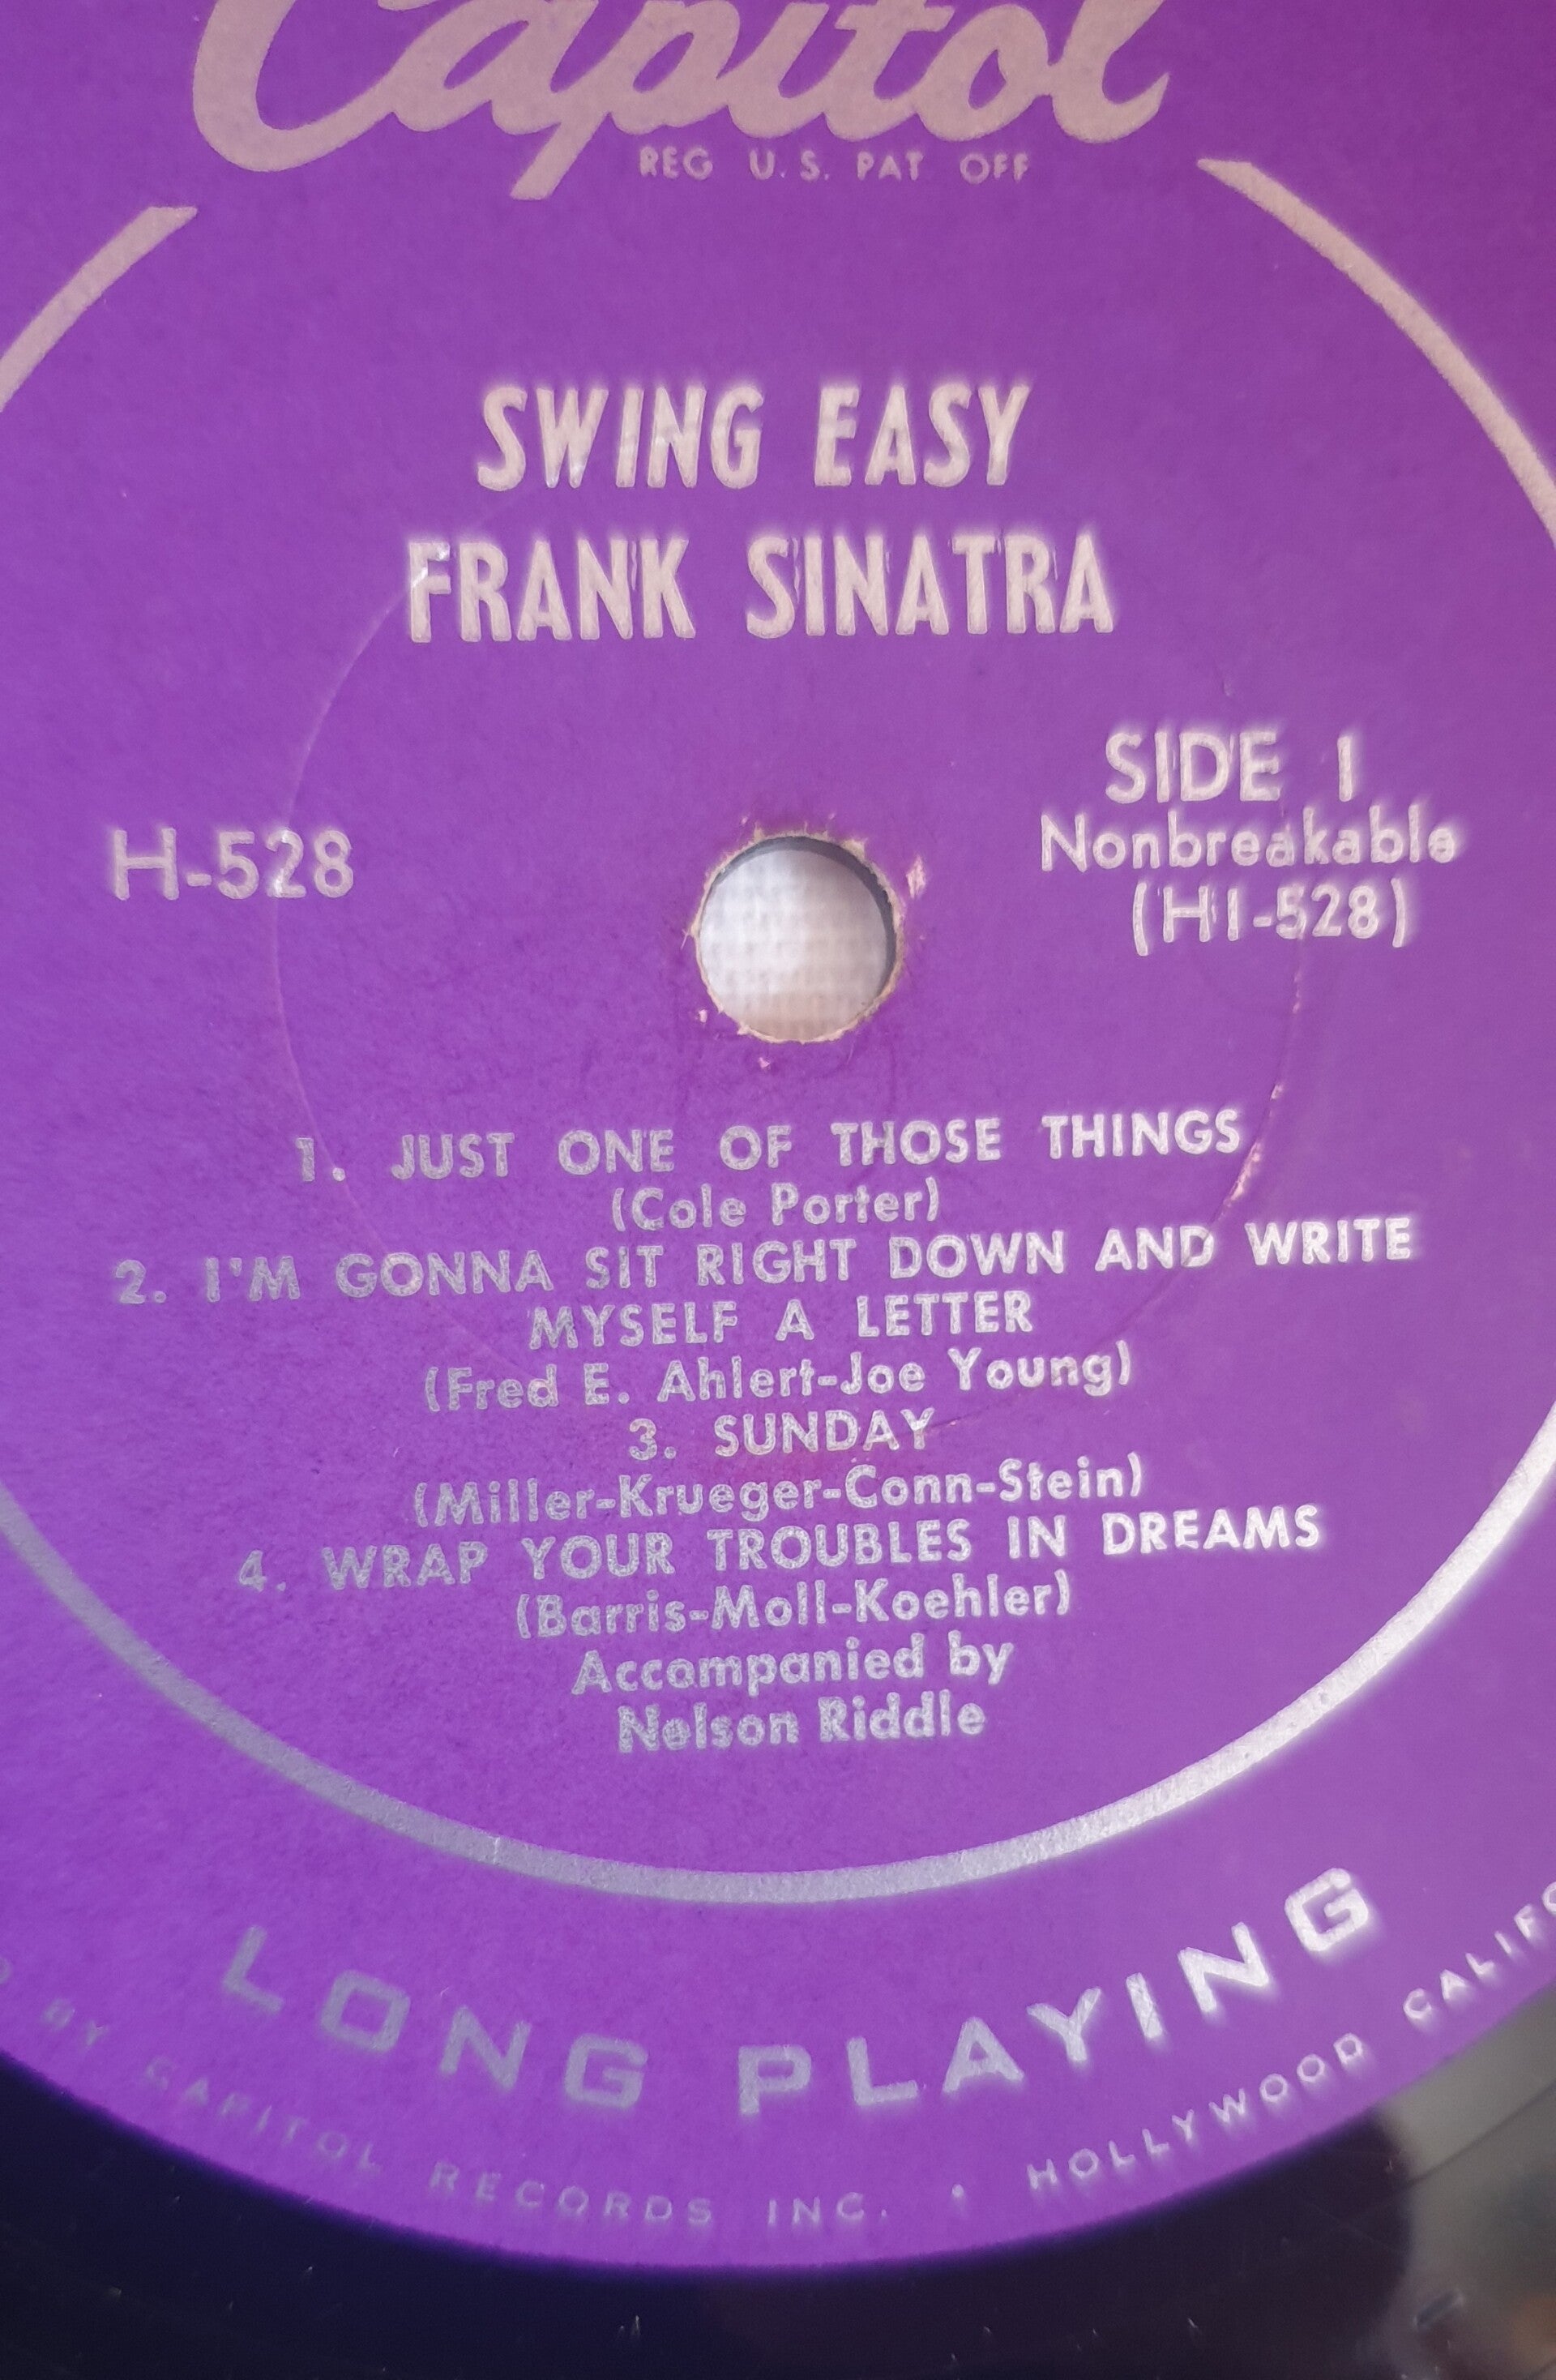 Capitol
REG U.S. PAT OFF
SWING EASY
FRANK SINATRA
SIDE 1
Nonbreakable
H-528
(H1-528)
1. JUST ONE OF THOSE THINGS
(Cole Porter)
2. I'M GONNA SIT RIGHT DOWN AND WRITE
MYSELF A LETTER
(Fred E. Ahlert-Joe Young)
3. SUNDAY
(Miller-Krueger-Conn-Stein)
4. WRAP YOUR TROUBLES IN DREAMS
(Barris-Moll-Koehler)
Accompanied by
Nelson Riddle
LONG PLAYING
BY CAPITOL RECORDS INC. • HOLLYWOOD CALIFO